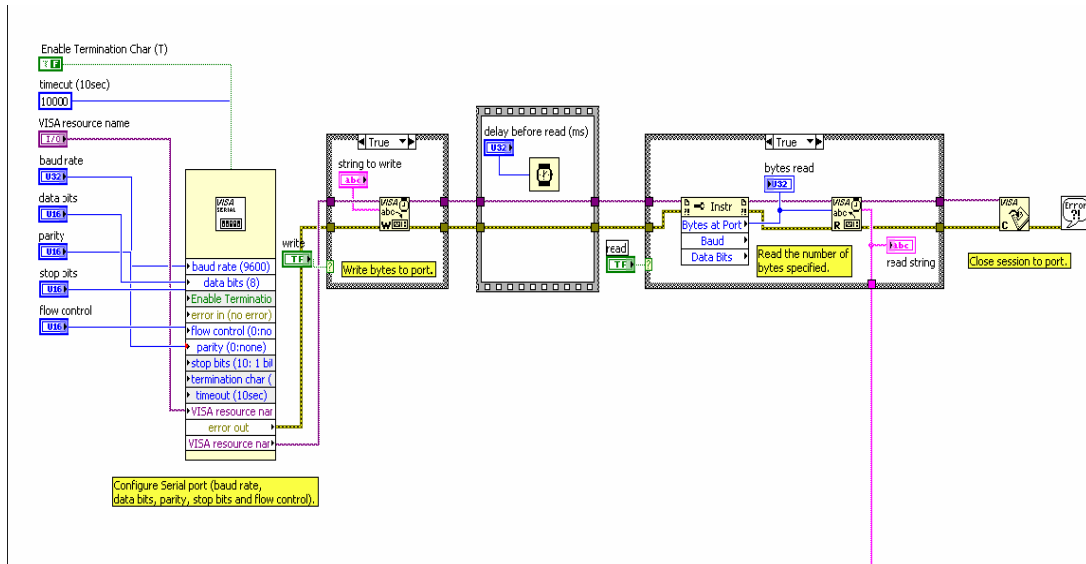 Enable Termination Char (T)
F
timeout (10sec)
10000
VISA resource name
I/O
baud rate
U32
data bits
U16
parity
U16
stop bits
U16
flow control
U16
VISA
SERIAL
baud rate (9600)
data bits (8)
Enable Terminatio
error in (no error)
flow control (0:no
parity (0:none)
stop bits (10: 1 bit
termination char (
timeout (10sec)
VISA resource nar
error out
VISA resource nar
Configure Serial port (baud rate,
data bits, parity, stop bits and flow control).
True
string to write
abc
VISA
abc
W
write
TF
Write bytes to port.
delay before read (ms)
U32
True
bytes read
U32
Instr
Bytes at Port
Baud
Data Bits
VISA
abc
R
read
TF
Read the number of
bytes specified.
abc
read string
VISA
C
Close session to port.
Error
?!